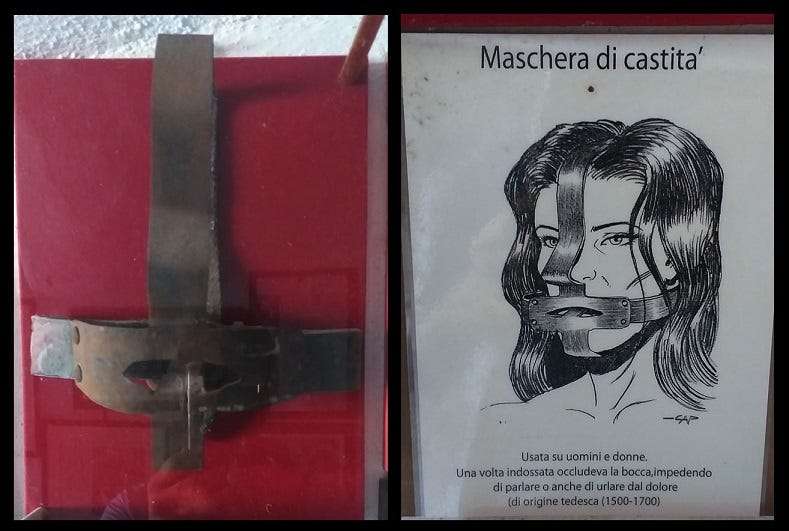 Maschera di castita’
SAP
Usata su uomini e donne.
Una volta indossata occludeva la bocca,impedendo
di parlare o anche di urlare dal dolore
(di origine tedesca (1500-1700)